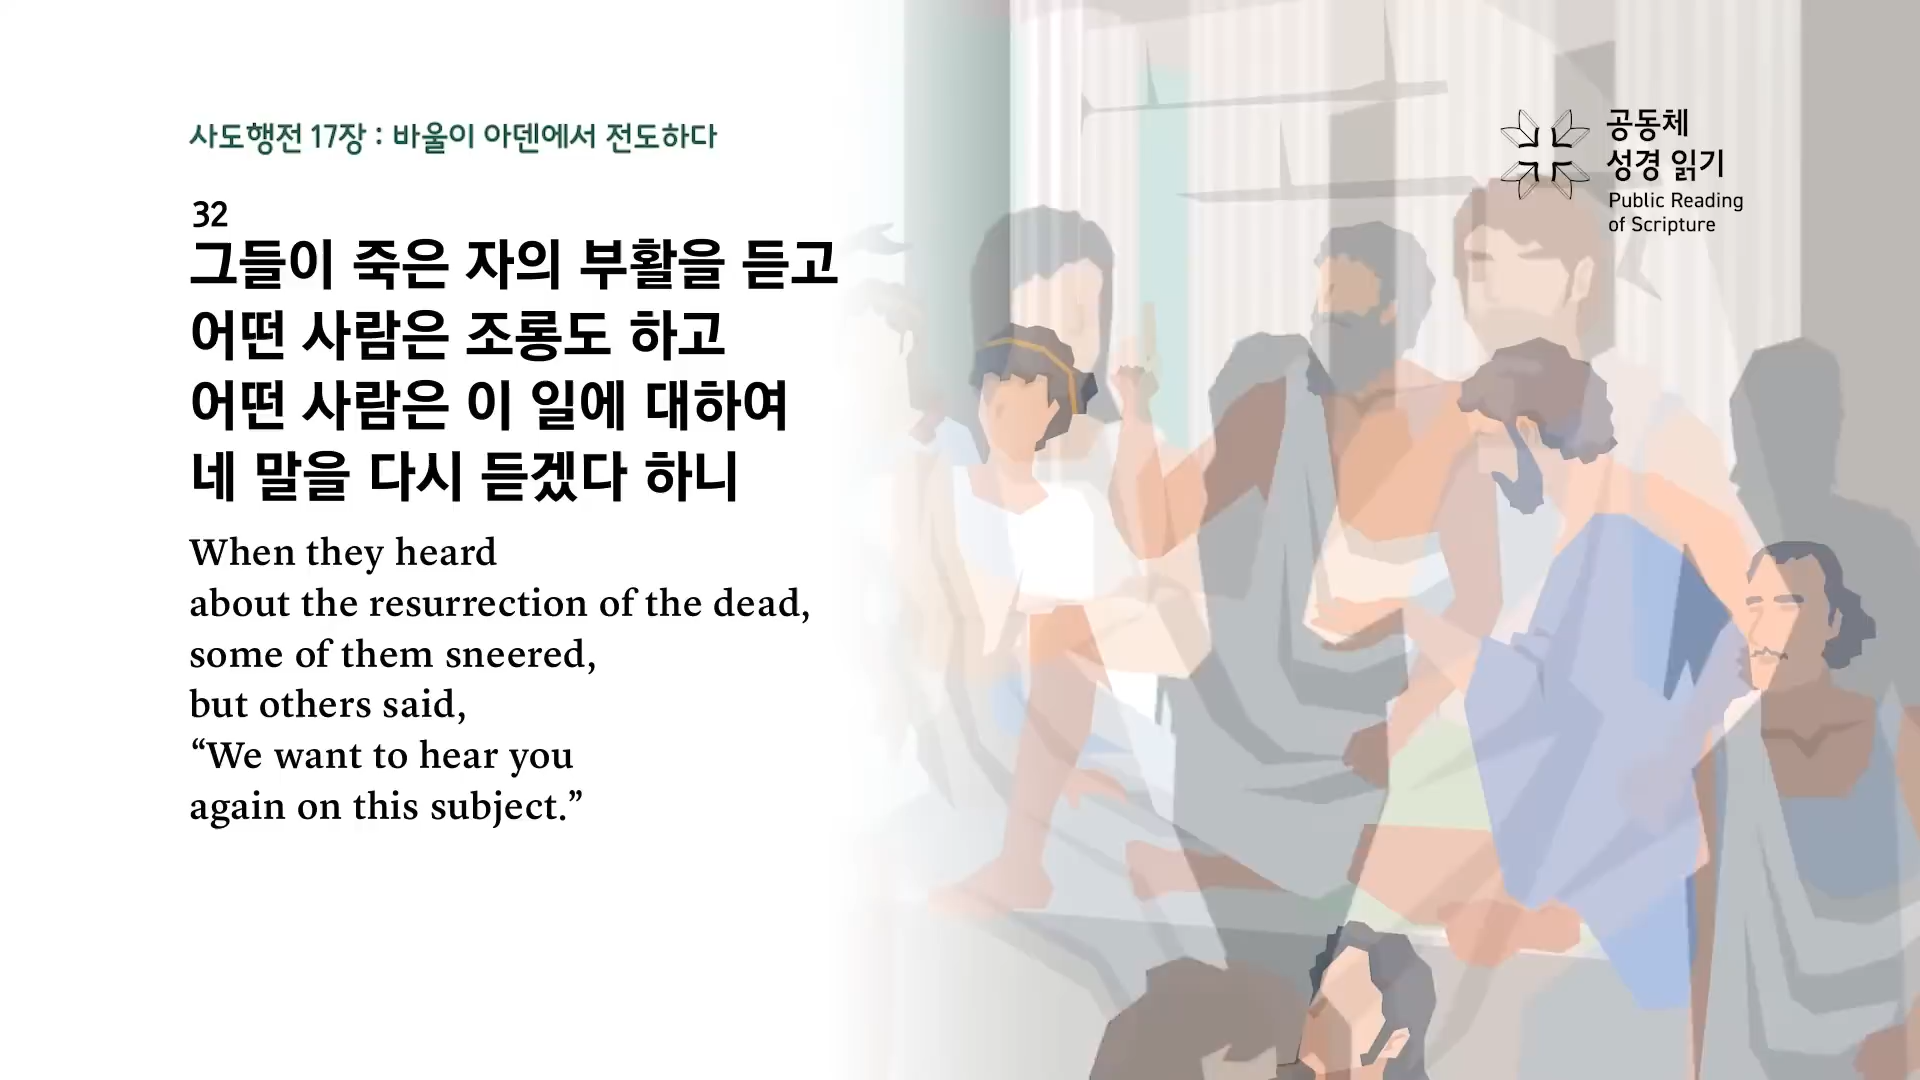 사도행전 17장 : 바울이 아덴에서 전도하다
32
그들이 죽은 자의 부활을 듣고
어떤 사람은 조롱도 하고
어떤 사람은 이 일에 대하여
네 말을 다시 듣겠다 하니
When they heard
about the resurrection of the dead,
some of them sneered,
but others said,
“We want to hear you
again on this subject.”
공동체
성경 읽기
Public Reading
of Scripture